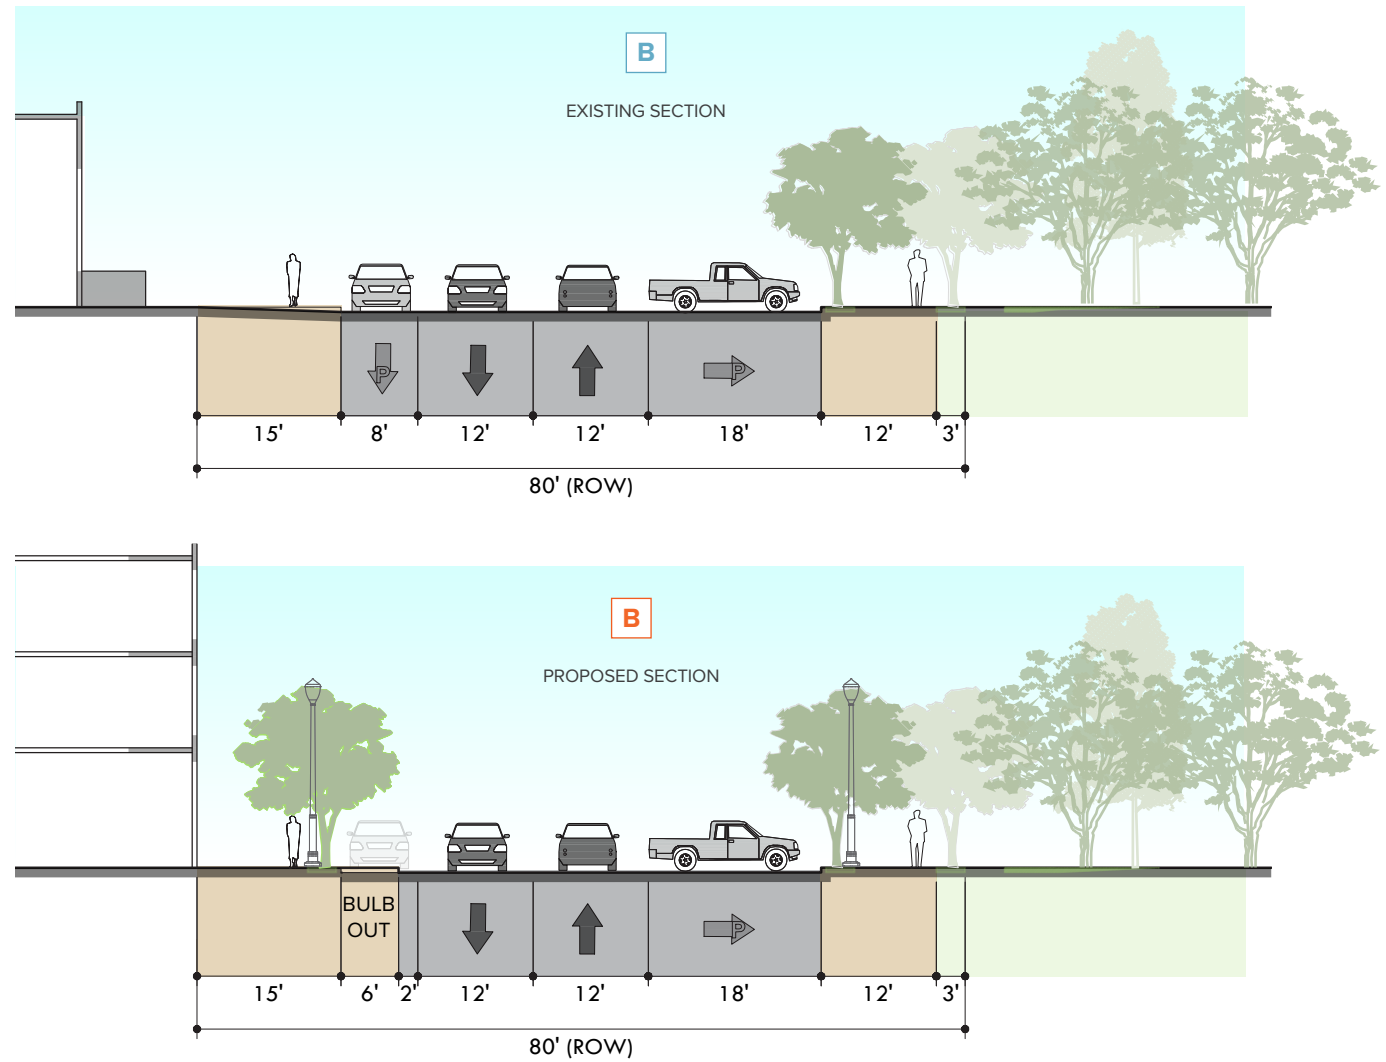 B
EXISTING SECTION
P
P
15' 8' 12' 12' 18' 12' 3'
80' (ROW)
B
PROPOSED SECTION
BULB
OUT
P
15' 6' 2' 12' 12' 18' 12' 3'
80' (ROW)